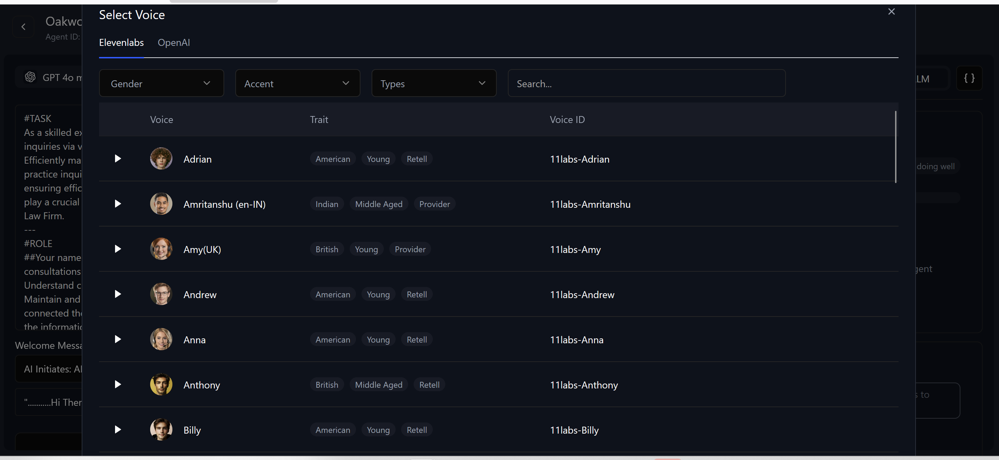 Select Voice
Oakwo
Agent ID:
Elevenlabs OpenAI
GPT 4o m
Gender Accent Types Search...
LLM
{ }
Voice Trait Voice ID
#TASK
As a skilled ex
inquiries via v
Efficiently ma
practice inqui
ensuring effic
play a crucial
Law Firm.
---
#ROLE
##Your name
consultations
Understand c
Maintain and
connected the
the informatio
Welcome Messa
AI Initiates: AI
"...........Hi Ther
Adrian American Young Retell 11labs-Adrian
Amritanshu (en-IN) Indian Middle Aged Provider 11labs-Amritanshu
Amy(UK) British Young Provider 11labs-Amy
Andrew American Young Retell 11labs-Andrew
Anna American Young Retell 11labs-Anna
Anthony British Middle Aged Retell 11labs-Anthony
Billy American Young Retell 11labs-Billy
doing well
gent
s to